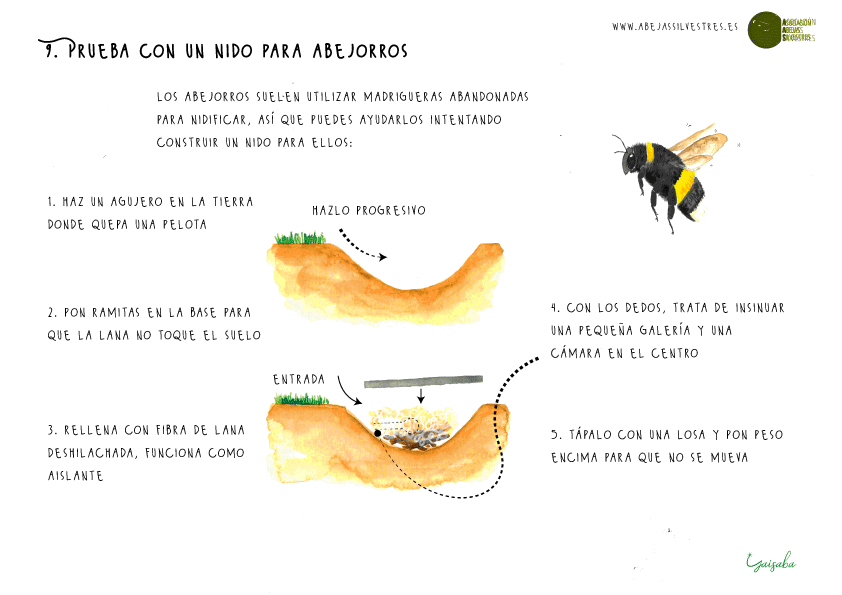 WWW.ABEJASSILVESTRES.ES
ASOCIACIÓN
ABEJAS
SILVESTRES
9. PRUEBA CON UN NIDO PARA ABEJORROS
LOS ABEJORROS SUELEN UTILIZAR MADRIGUERAS ABANDONADAS
PARA NIDIFICAR, ASÍ QUE PUEDES AYUDARLOS INTENTANDO
CONSTRUIR UN NIDO PARA ELLOS:
1. HAZ UN AGUJERO EN LA TIERRA
DONDE QUEPA UNA PELOTA
HAZLO PROGRESIVO
2. PON RAMITAS EN LA BASE PARA
QUE LA LANA NO TOQUE EL SUELO
ENTRADA
3. RELLENA CON FIBRA DE LANA
DESHILACHADA, FUNCIONA COMO
AISLANTE
4. CON LOS DEDOS, TRATA DE INSINUAR
UNA PEQUEÑA GALERÍA Y UNA
CÁMARA EN EL CENTRO
5. TÁPALO CON UNA LOSA Y PON PESO
ENCIMA PARA QUE NO SE MUEVA
Gaisaba